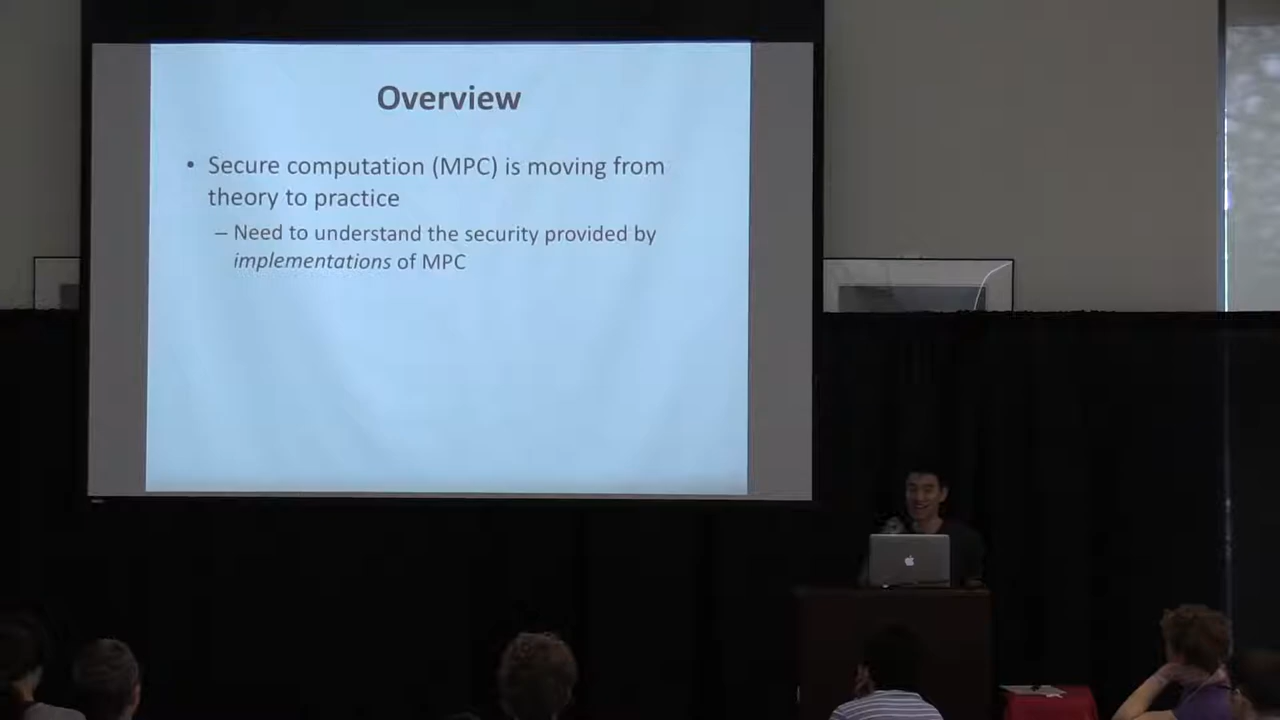 Overview
• Secure computation (MPC) is moving from
theory to practice
– Need to understand the security provided by
implementations of MPC